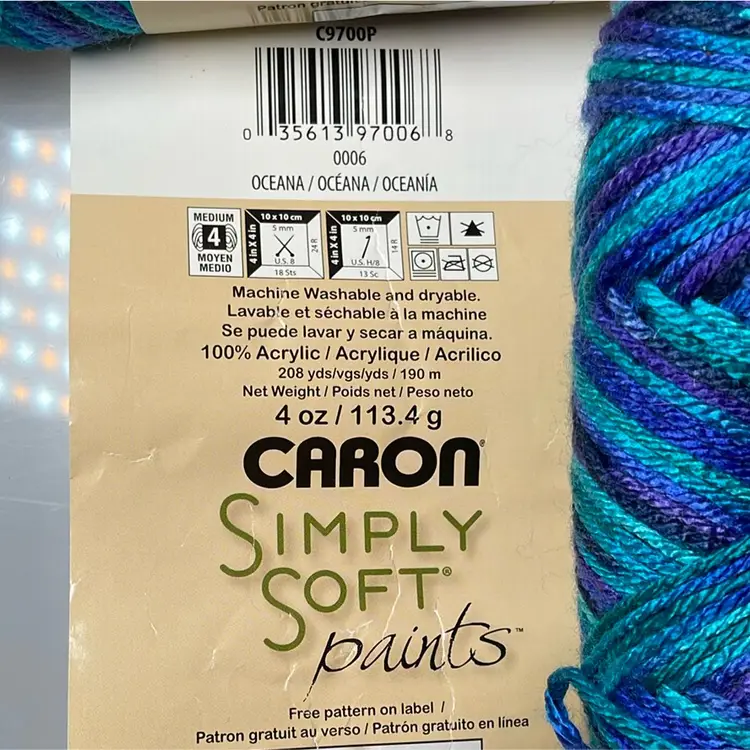 Patron gratuit
C9700P
0 35613 97006 8
0006
OCEANA / OCÉANA / OCEANÍA
MEDIUM
4
MOYEN
MEDIO
10 x 10 cm
4 in X 4 in
5 mm
24 R
U.S. 8
18 Sts
10 x 10 cm
4 in X 4 in
5 mm
14 R
U.S. H/8
13 Sc
Machine Washable and dryable.
Lavable et séchable à la machine
Se puede lavar y secar a máquina.
100% Acrylic / Acrylique / Acrilico
208 yds/vgs/yds / 190 m
Net Weight / Poids net / Peso neto
4 oz / 113.4 g
CARON®
SIMPLY
SOFT®
paints™
Free pattern on label /
Patron gratuit au verso / Patrón gratuito en línea